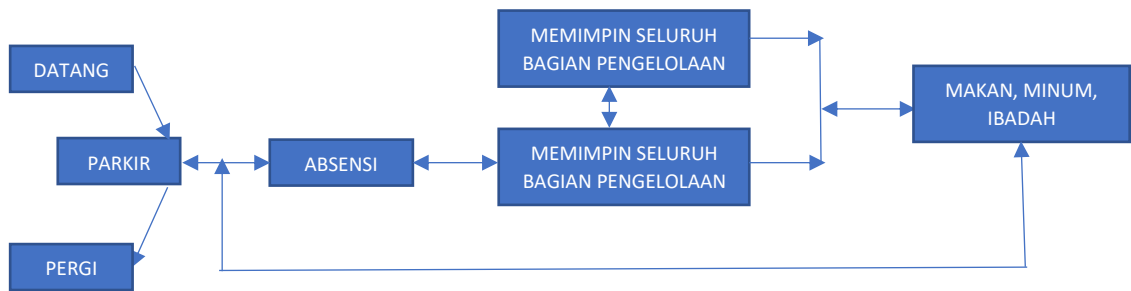 DATANG
PARKIR
PERGI
ABSENSI
MEMIMPIN SELURUH
BAGIAN PENGELOLAAN
MEMIMPIN SELURUH
BAGIAN PENGELOLAAN
MAKAN, MINUM,
IBADAH